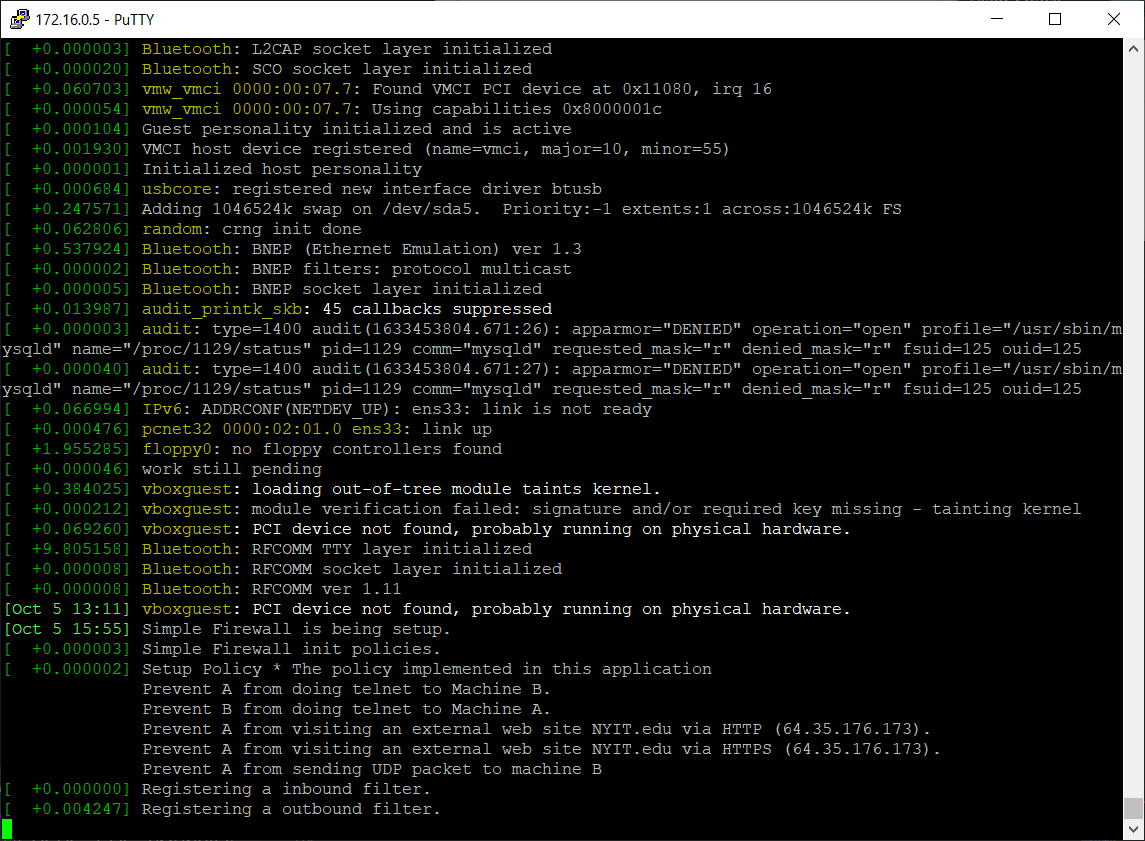 172.16.0.5 - PuTTY
[  +0.000003] Bluetooth: L2CAP socket layer initialized
[  +0.000020] Bluetooth: SCO socket layer initialized
[  +0.060703] vmw_vmci 0000:00:07.7: Found VMCI PCI device at 0x11080, irq 16
[  +0.000054] vmw_vmci 0000:00:07.7: Using capabilities 0x8000001c
[  +0.000104] Guest personality initialized and is active
[  +0.001930] VMCI host device registered (name=vmci, major=10, minor=55)
[  +0.000001] Initialized host personality
[  +0.000684] usbcore: registered new interface driver btusb
[  +0.247571] Adding 1046524k swap on /dev/sda5.  Priority:-1 extents:1 across:1046524k FS
[  +0.062806] random: crng init done
[  +0.537924] Bluetooth: BNEP (Ethernet Emulation) ver 1.3
[  +0.000002] Bluetooth: BNEP filters: protocol multicast
[  +0.000005] Bluetooth: BNEP socket layer initialized
[  +0.013987] audit_printk_skb: 45 callbacks suppressed
[  +0.000003] audit: type=1400 audit(1633453804.671:26): apparmor="DENIED" operation="open" profile="/usr/sbin/m
ysqld" name="/proc/1129/status" pid=1129 comm="mysqld" requested_mask="r" denied_mask="r" fsuid=125 ouid=125
[  +0.000040] audit: type=1400 audit(1633453804.671:27): apparmor="DENIED" operation="open" profile="/usr/sbin/m
ysqld" name="/proc/1129/status" pid=1129 comm="mysqld" requested_mask="r" denied_mask="r" fsuid=125 ouid=125
[  +0.066994] IPv6: ADDRCONF(NETDEV_UP): ens33: link is not ready
[  +0.000476] pcnet32 0000:02:01.0 ens33: link up
[  +1.955285] floppy0: no floppy controllers found
[  +0.000046] work still pending
[  +0.384025] vboxguest: loading out-of-tree module taints kernel.
[  +0.000212] vboxguest: module verification failed: signature and/or required key missing - tainting kernel
[  +0.069260] vboxguest: PCI device not found, probably running on physical hardware.
[  +9.805158] Bluetooth: RFCOMM TTY layer initialized
[  +0.000008] Bluetooth: RFCOMM socket layer initialized
[  +0.000008] Bluetooth: RFCOMM ver 1.11
[Oct 5 13:11] vboxguest: PCI device not found, probably running on physical hardware.
[Oct 5 15:55] Simple Firewall is being setup.
[  +0.000003] Simple Firewall init policies.
[  +0.000002] Setup Policy * The policy implemented in this application
Prevent A from doing telnet to Machine B.
Prevent B from doing telnet to Machine A.
Prevent A from visiting an external web site NYIT.edu via HTTP (64.35.176.173).
Prevent A from visiting an external web site NYIT.edu via HTTPS (64.35.176.173).
Prevent A from sending UDP packet to machine B
[  +0.000000] Registering a inbound filter.
[  +0.004247] Registering a outbound filter.